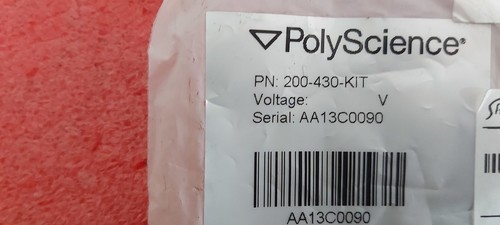 PolyScience®
PN: 200-430-KIT
Voltage: V
Serial: AA13C0090
AA13C0090